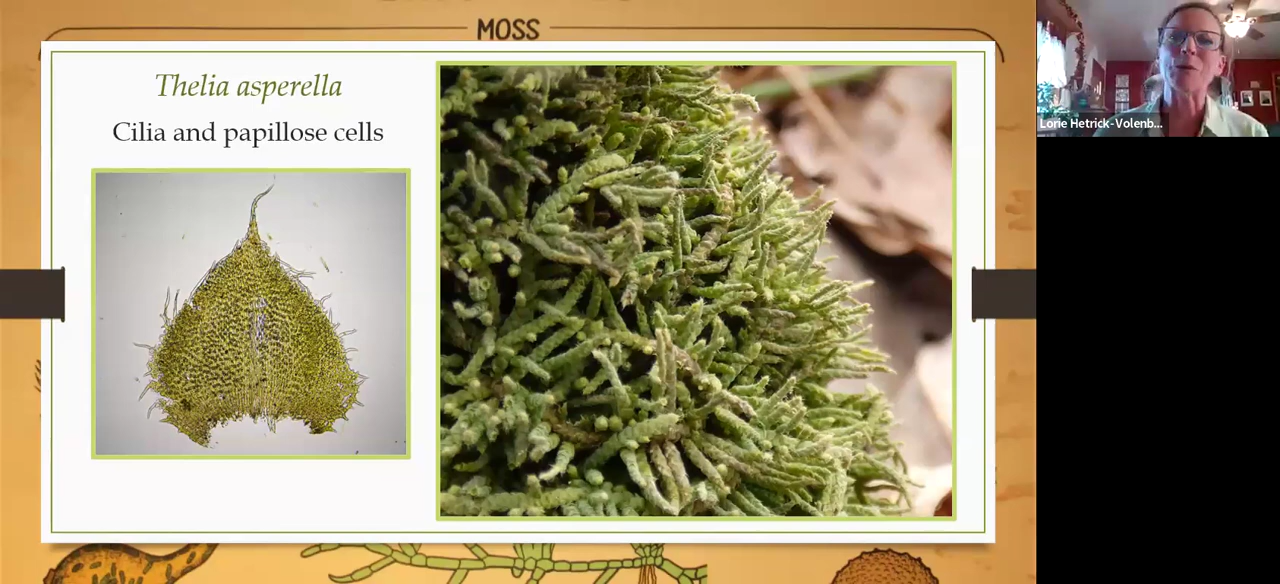 MOSS
Thelia asperella
Cilia and papillose cells
Lorie Hetrick-Volenb...